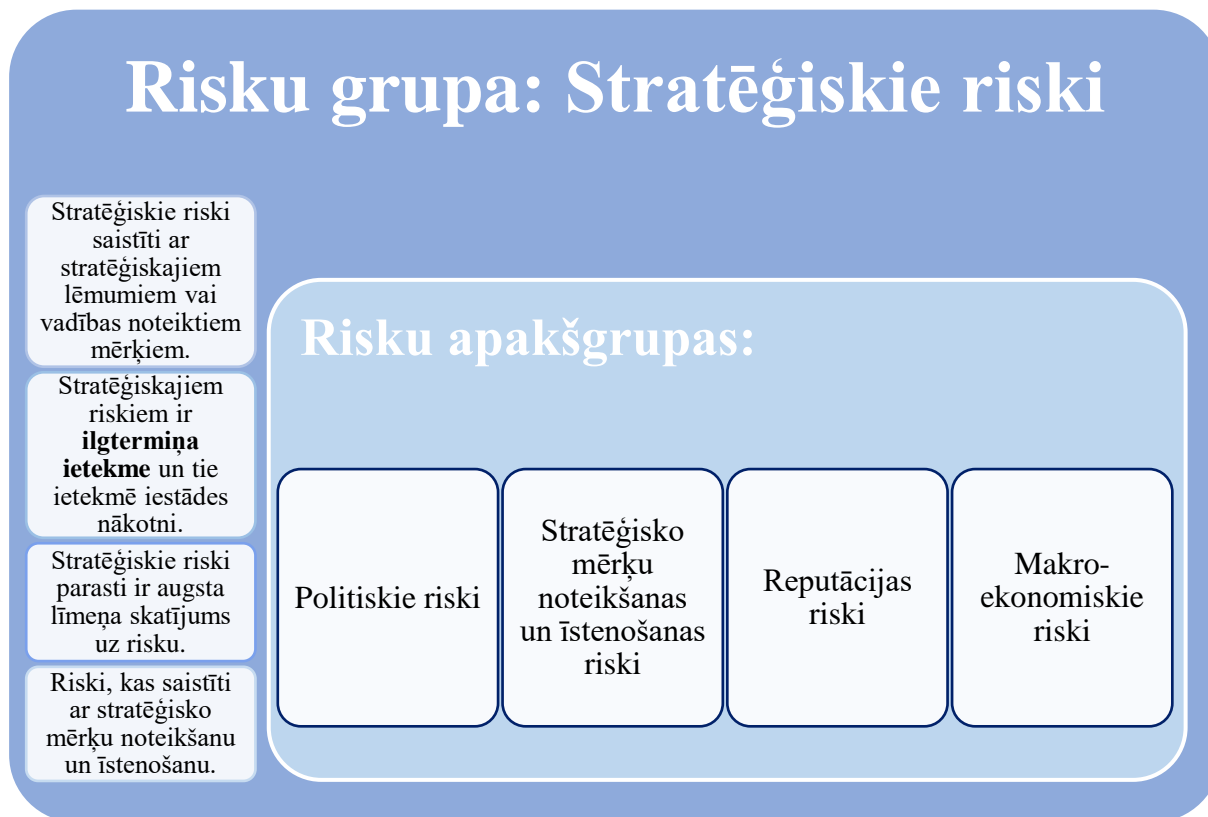 Risku grupa: Stratēģiskie riski
Stratēģiskie riski
saistīti ar
stratēģiskajiem
lēmumiem vai
vadības noteiktiem
mērķiem.
Stratēģiskajiem
riskiem ir
ilgtermiņa
ietekme un tie
ietekmē iestādes
nākotni.
Stratēģiskie riski
parasti ir augsta
līmeņa skatījums
uz risku.
Riski, kas saistīti
ar stratēģisko
mērķu noteikšanu
un īstenošanu.
Risku apakšgrupas:
Politiskie riski
Stratēģisko
mērķu
noteikšanas
un īstenošanas
riski
Reputācijas
riski
Makro-
ekonomiskie
riski